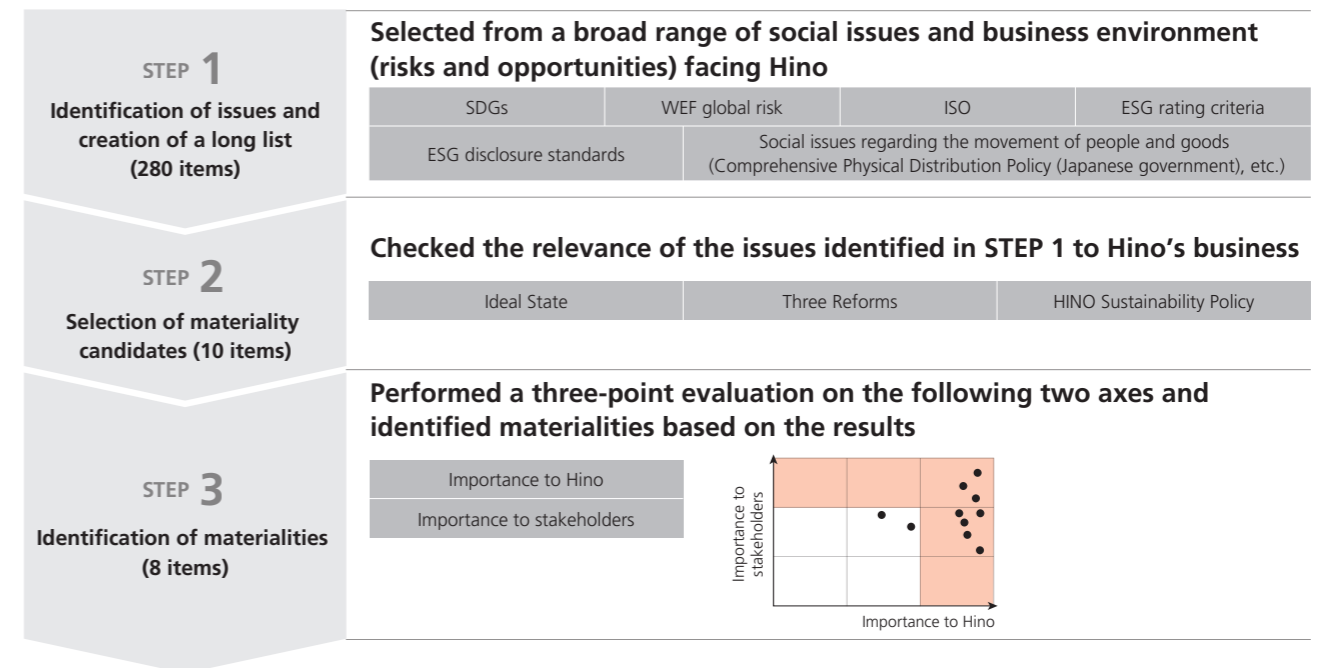 STEP 1
Identification of issues and
creation of a long list
(280 items)
Selected from a broad range of social issues and business environment
(risks and opportunities) facing Hino
SDGs
WEF global risk
ISO
ESG rating criteria
ESG disclosure standards
Social issues regarding the movement of people and goods
(Comprehensive Physical Distribution Policy (Japanese government), etc.)
STEP 2
Selection of materiality
candidates (10 items)
Checked the relevance of the issues identified in STEP 1 to Hino’s business
Ideal State
Three Reforms
HINO Sustainability Policy
STEP 3
Identification of materialities
(8 items)
Performed a three-point evaluation on the following two axes and
identified materialities based on the results
Importance to Hino
Importance to stakeholders
Importance to
stakeholders
Importance to Hino